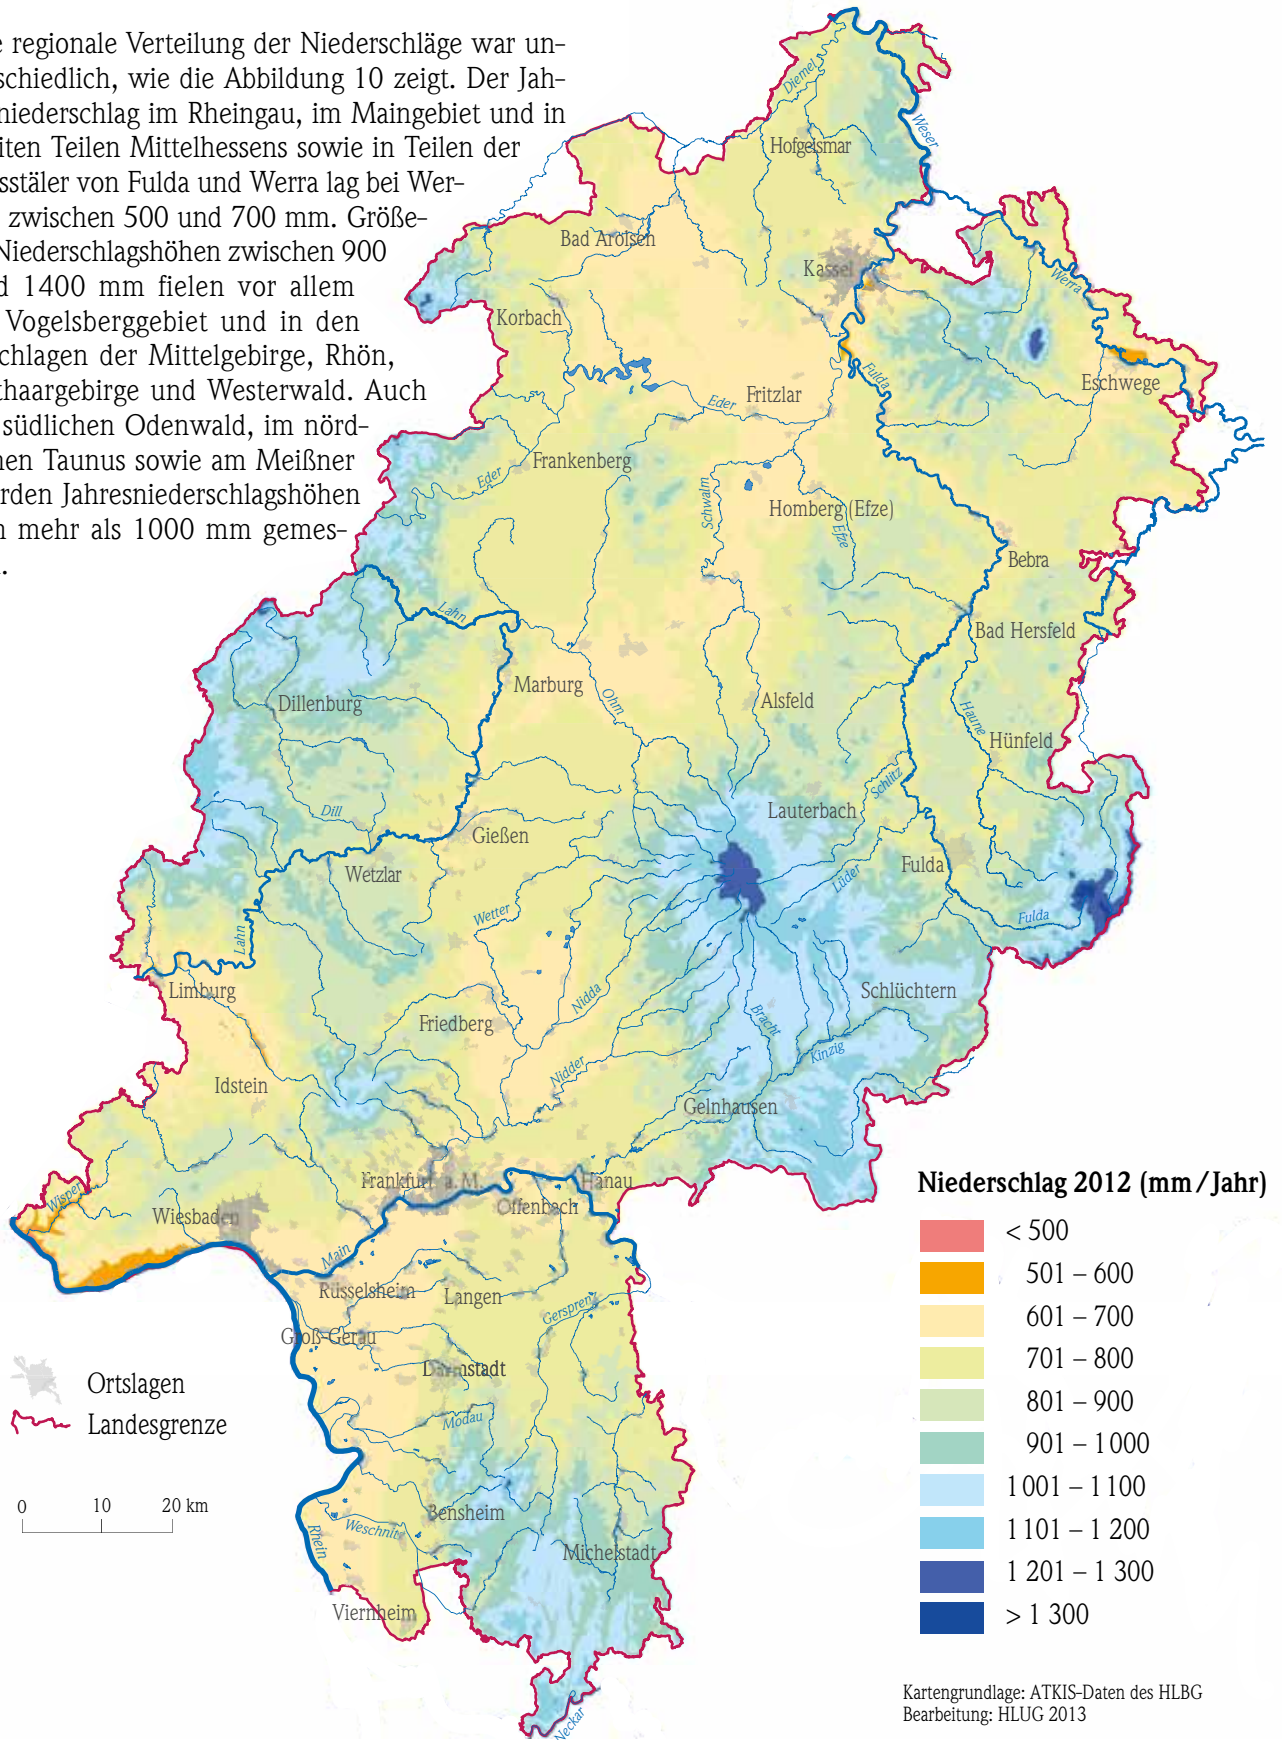 e regionale Verteilung der Niederschläge war un-
schiedlich, wie die Abbildung 10 zeigt. Der Jah-
niederschlag im Rheingau, im Maingebiet und in
iten Teilen Mittelhessens sowie in Teilen der
sstäler von Fulda und Werra lag bei Wer-
zwischen 500 und 700 mm. Größe-
Niederschlagshöhen zwischen 900
d 1400 mm fielen vor allem
Vogelsberggebiet und in den
chlagen der Mittelgebirge, Rhön,
thaargebirge und Westerwald. Auch
südlichen Odenwald, im nörd-
hen Taunus sowie am Meißner
rden Jahresniederschlagshöhen
n mehr als 1000 mm gemes-
.
Diemel
Weser
Hofgeismar
Bad Arolsen
Kassel
Werra
Korbach
Fulda
Eschwege
Eder
Fritzlar
Eder
Frankenberg
Schwalm
Homberg (Efze)
Efze
Bebra
Lahn
Bad Hersfeld
Marburg
Ohm
Dillenburg
Alsfeld
Haune
Hünfeld
Dill
Gießen
Lauterbach
Schlitz
Wetzlar
Lüder
Fulda
Wetter
Fulda
Lahn
Limburg
Nidda
Schlüchtern
Friedberg
Bracht
Kinzig
Nidder
Idstein
Gelnhausen
Frankfurt a. M.
Hanau
Offenbach
Wisper
Wiesbaden
Main
Rüsselsheim
Langen
Gersprenz
Groß-Gerau
Darmstadt
Modau
Bensheim
Rhein
Weschnitz
Michelstadt
Viernheim
Neckar
Niederschlag 2012 (mm / Jahr)
< 500
501 – 600
601 – 700
701 – 800
801 – 900
901 – 1000
1 001 – 1 100
1 101 – 1 200
1 201 – 1 300
> 1 300
Ortslagen
Landesgrenze
0 10 20 km
Kartengrundlage: ATKIS-Daten des HLBG
Bearbeitung: HLUG 2013